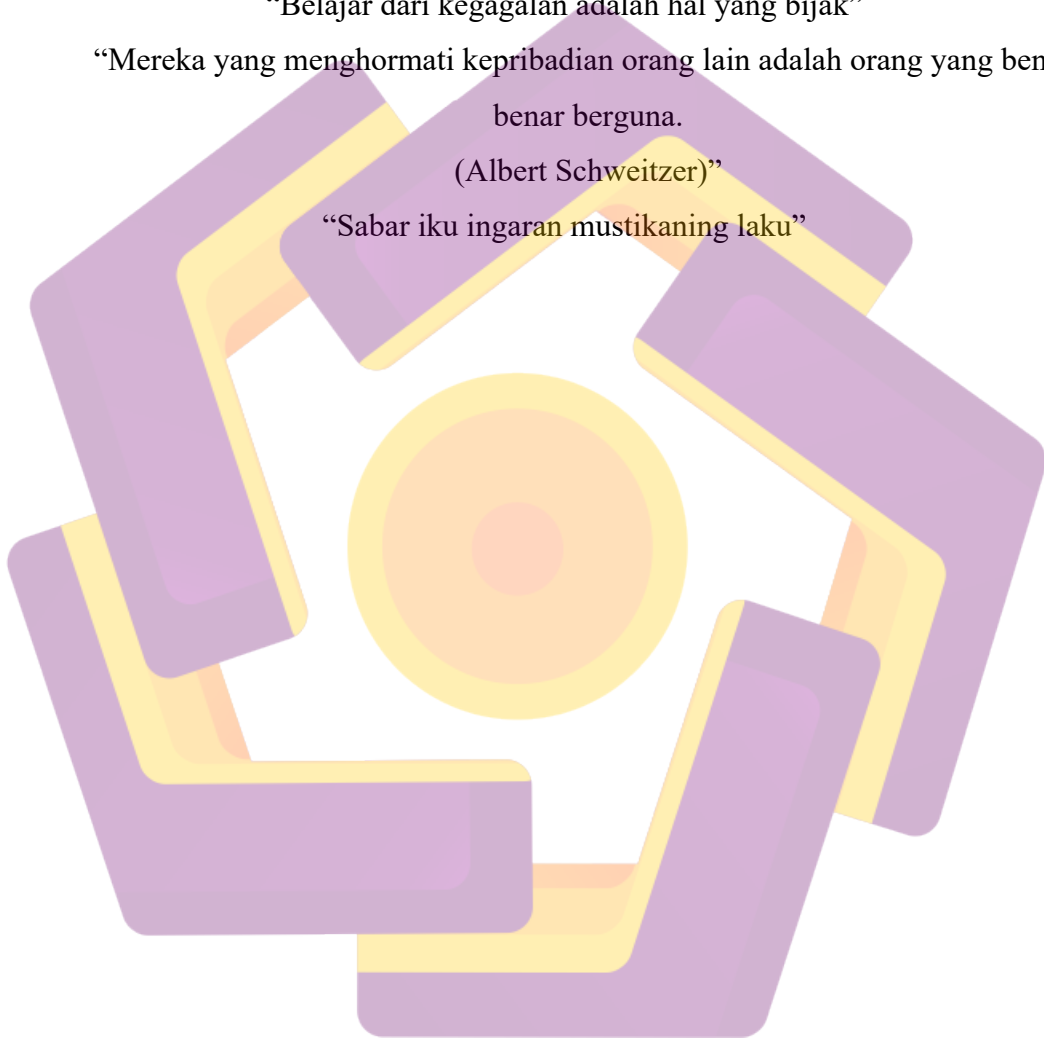 “Belajar dari kegagalan adalah hal yang bijak”
“Mereka yang menghormati kepribadian orang lain adalah orang yang
benar berguna.
(Albert Schweitzer)”
“Sabar iku ingaran mustikaning laku”